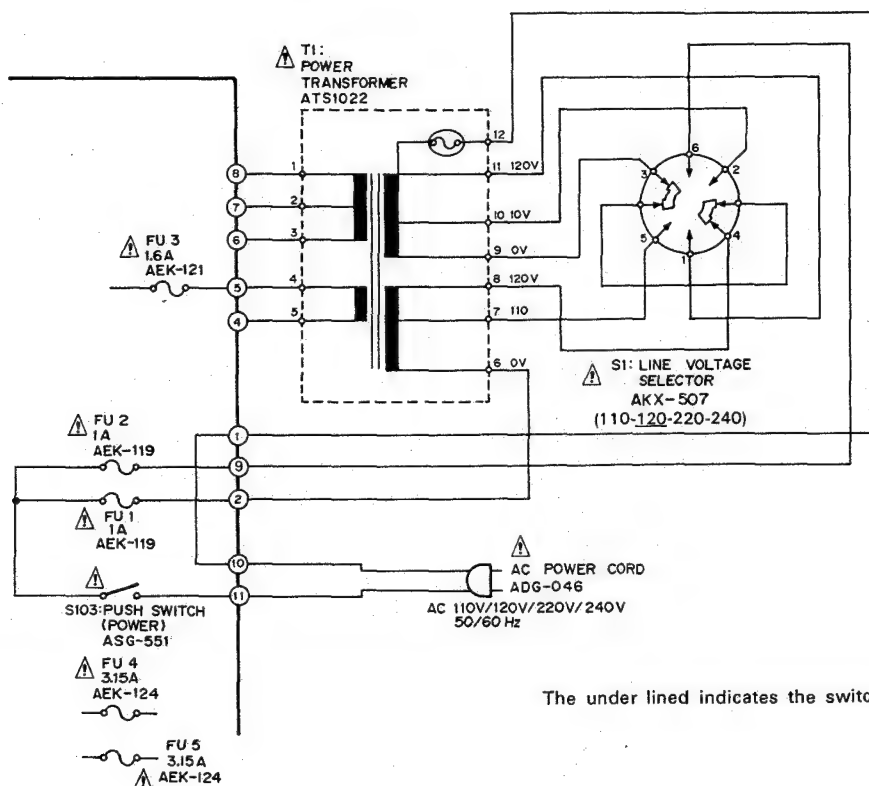 T1:
POWER
TRANSFORMER
ATS1022
12
11 120V
10 10V
9 0V
8 120V
7 110
6 0V
1
2
3
4
5
8
7
6
5
4
FU 3
1.6A
AEK-121
6
3
2
5
4
1
S1: LINE VOLTAGE
SELECTOR
AKX-507
(110-120-220-240)
FU 2
1A
AEK-119
1
9
2
FU 1
1A
AEK-119
10
11
AC POWER CORD
ADG-046
AC 110V/120V/220V/240V
50/60 Hz
S103:PUSH SWITCH
(POWER)
ASG-551
FU 4
3.15A
AEK-124
The under lined indicates the switc
FU 5
3.15A
AEK-124